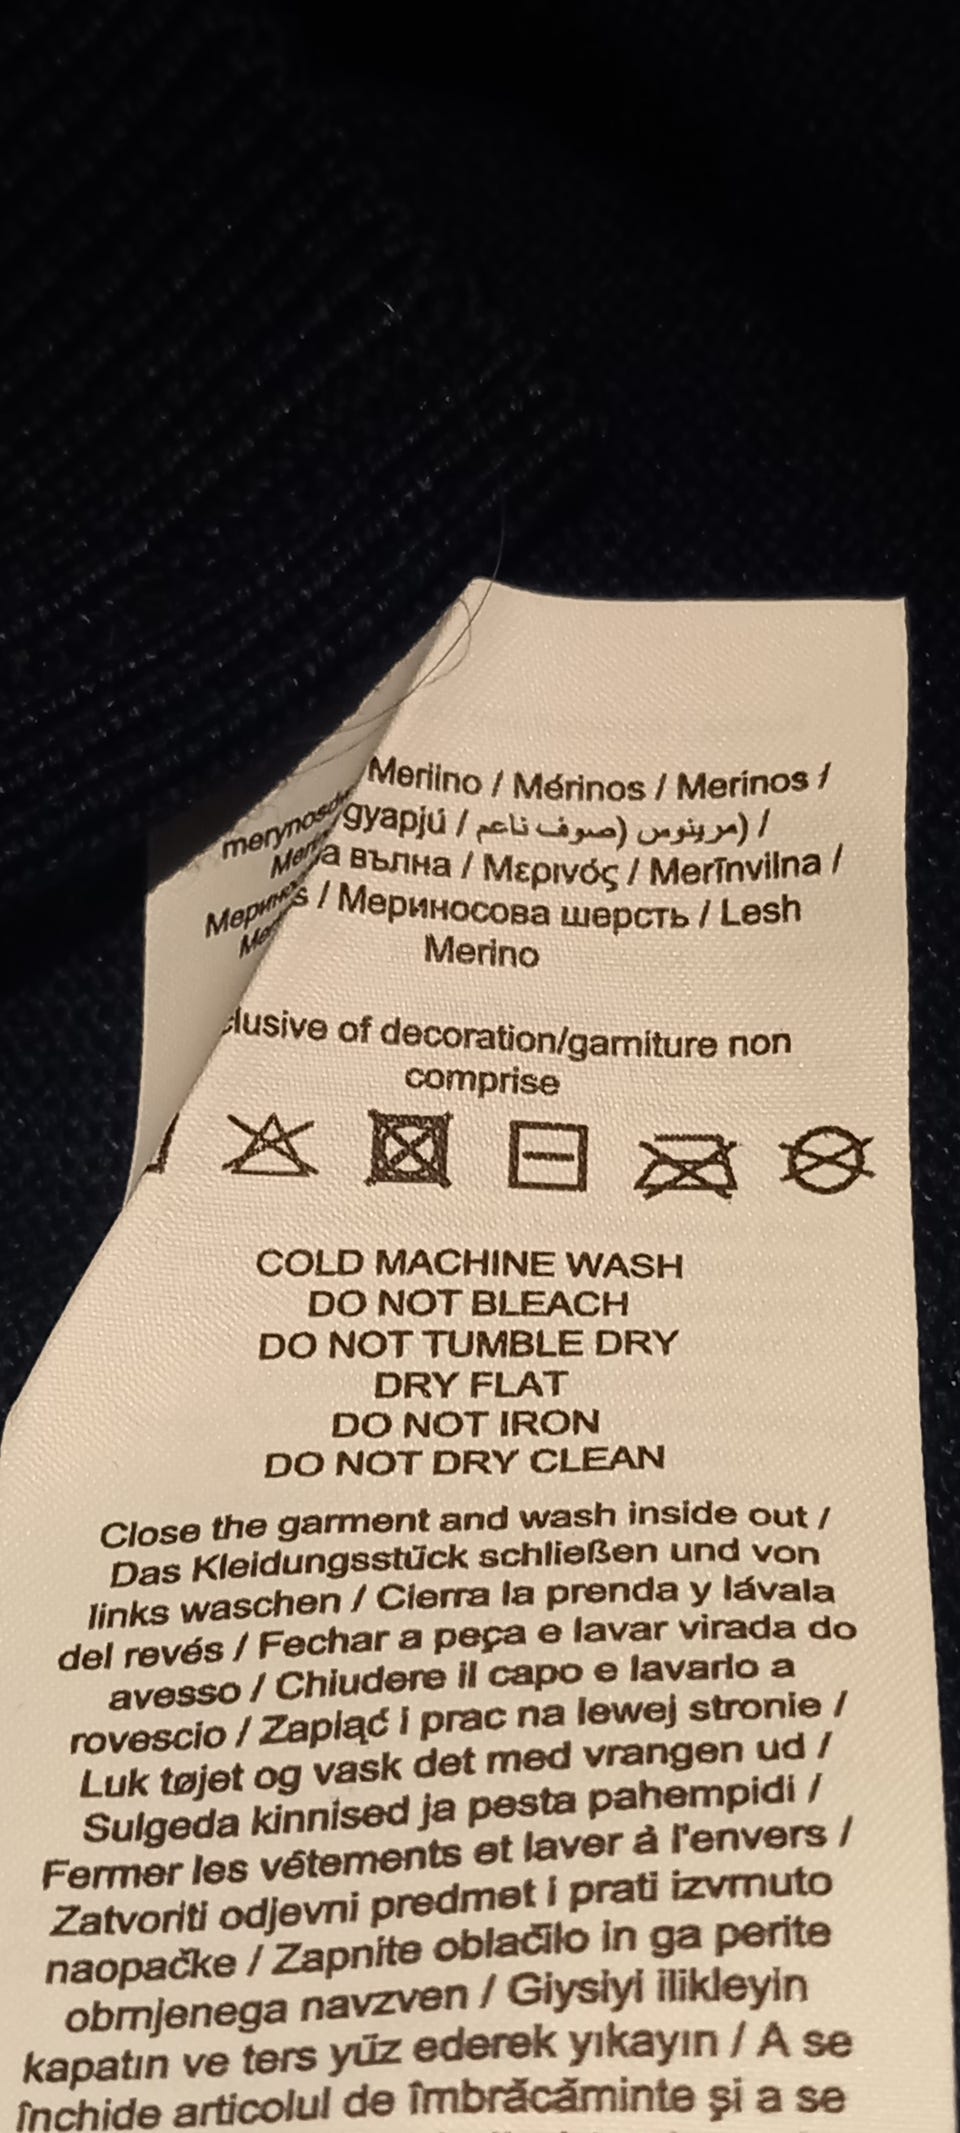 Meriino / Mérinos / Merinos /
merynosowa gyapjú / مرينوس (صوف ناعم) /
вълна / Μερινός / Merīnvilna /
Мериносова шерсть / Lesh
Merino
clusive of decoration/garniture non
comprise
COLD MACHINE WASH
DO NOT BLEACH
DO NOT TUMBLE DRY
DRY FLAT
DO NOT IRON
DO NOT DRY CLEAN
Close the garment and wash inside out /
Das Kleidungsstück schließen und von
links waschen / Cierra la prenda y lávala
del revés / Fechar a peça e lavar virada do
avesso / Chiudere il capo e lavarlo a
rovescio / Zapiąć i prac na lewej stronie /
Luk tøjet og vask det med vrangen ud /
Sulgeda kinnised ja pesta pahempidi /
Fermer les vêtements et laver à l'envers /
Zatvoriti odjevni predmet i prati izvrnuto
naopačke / Zapnite oblačilo in ga perite
obrnjenega navzven / Giysiyi ilikleyin
kapatın ve ters yüz ederek yıkayın / A se
închide articolul de îmbrăcăminte și a se